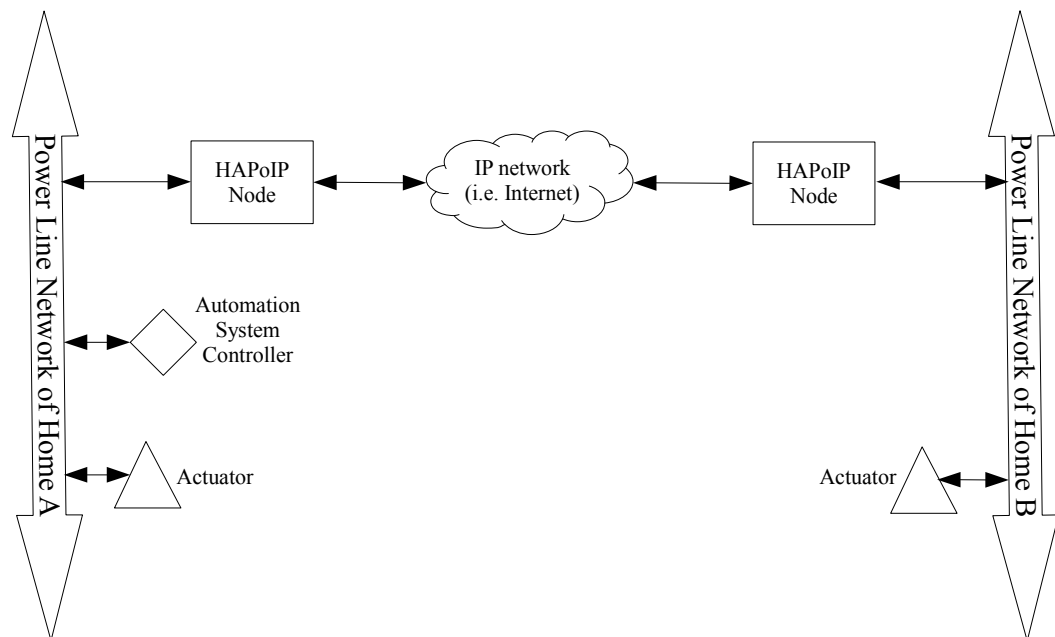 Power Line Network of Home A
HAPoIP
Node
IP network
(i.e. Internet)
HAPoIP
Node
Power Line Network of Home B
Automation
System
Controller
Actuator
Actuator